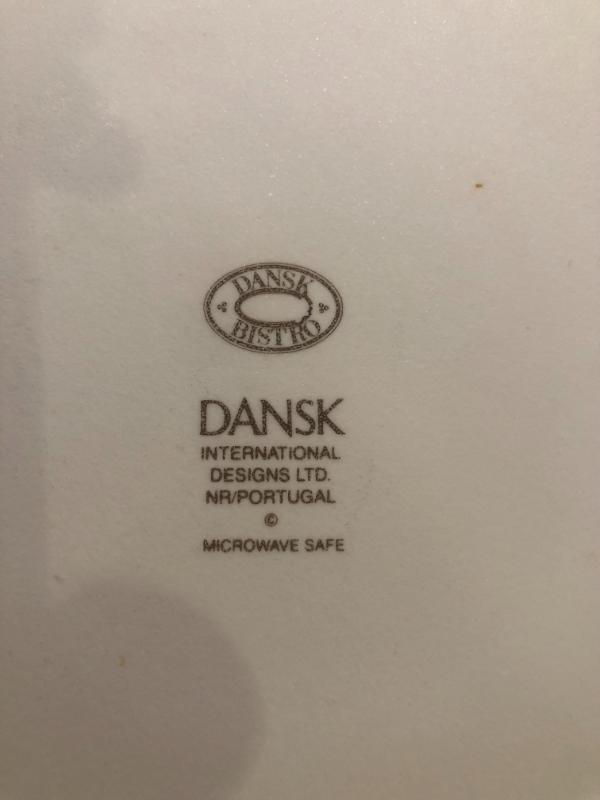 DANSK
BISTRO
DANSK
INTERNATIONAL
DESIGNS LTD.
NR/PORTUGAL
©
MICROWAVE SAFE